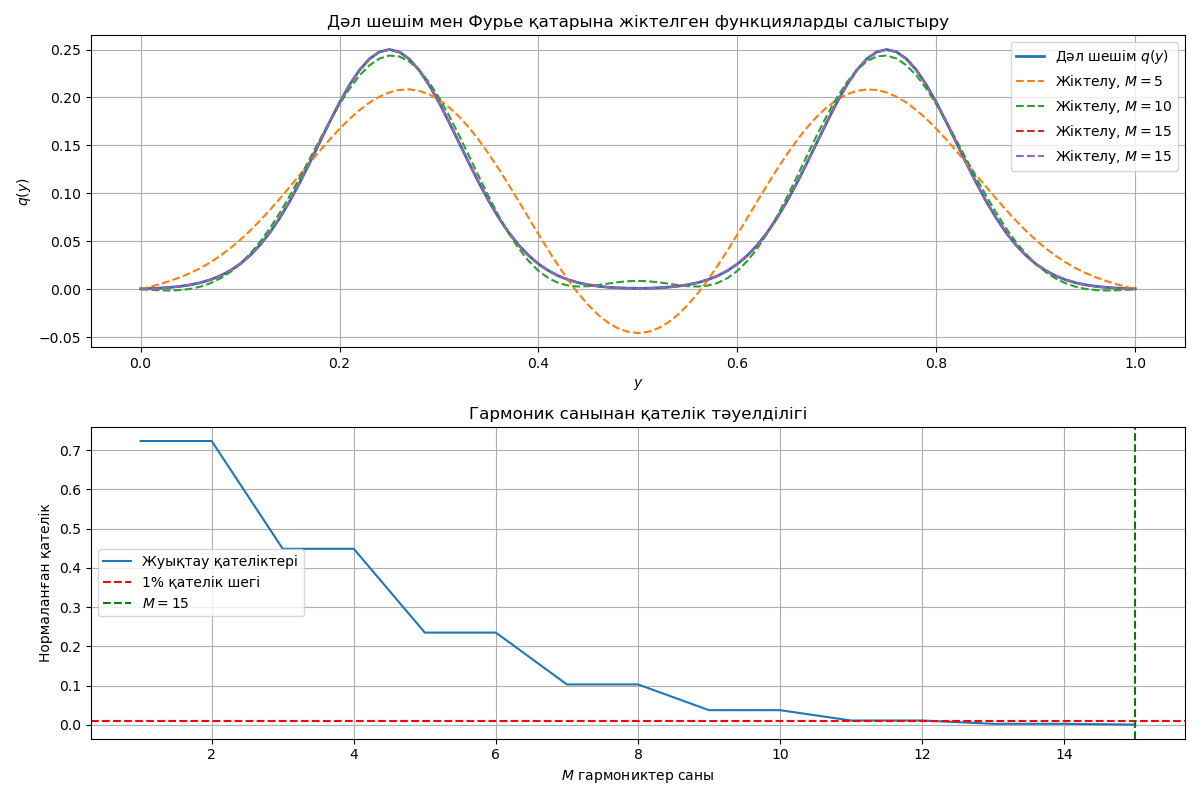 Дәл шешім мен Фурье қатарына жіктелген функцияларды салыстыру
0.25
0.20
0.15
0.10
0.05
0.00
−0.05
q(y)
Дәл шешім q(y)
Жіктелу, M = 5
Жіктелу, M = 10
Жіктелу, M = 15
Жіктелу, M = 15
0.0 0.2 0.4 0.6 0.8 1.0
y
Гармоник санынан қателік тәуелділігі
0.7
0.6
0.5
0.4
0.3
0.2
0.1
0.0
Нормаланған қателік
Жуықтау қателіктері
1% қателік шегі
M = 15
2 4 6 8 10 12 14
M гармониктер саны